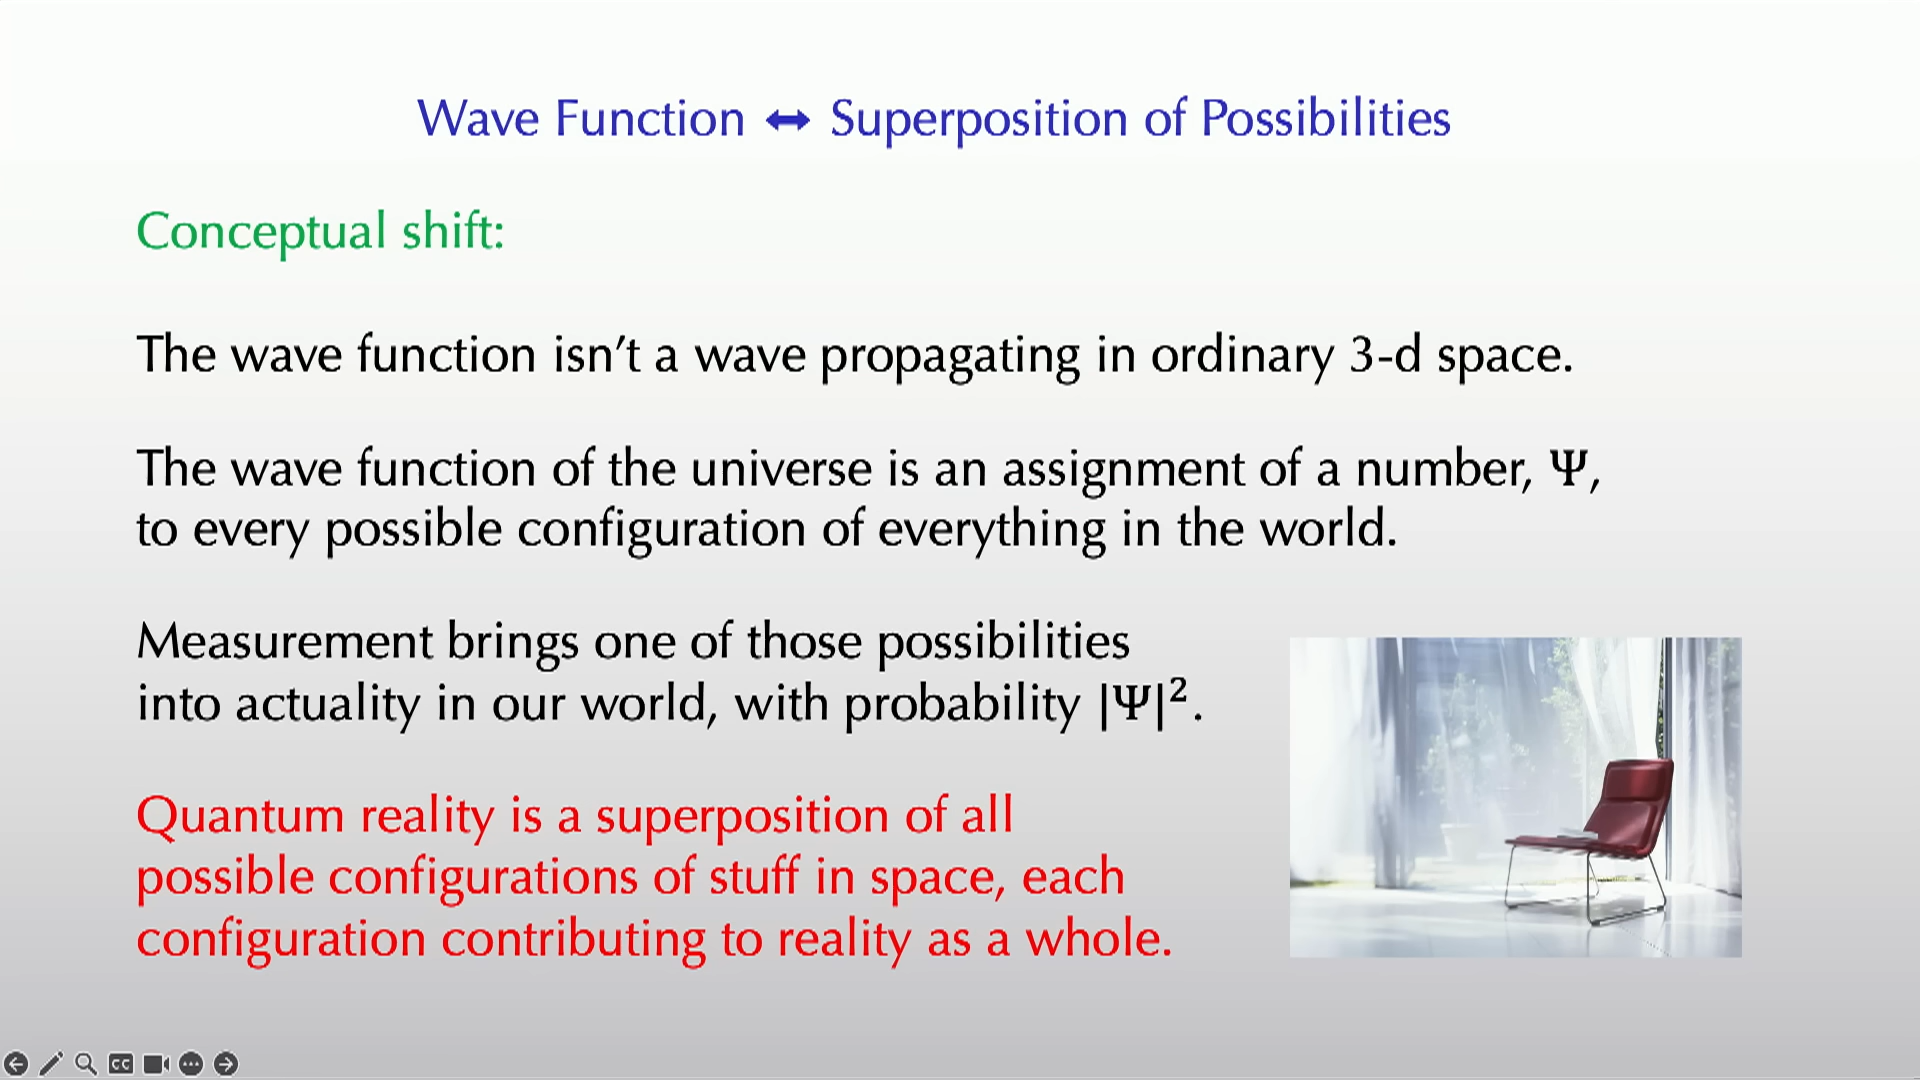 Wave Function ↔ Superposition of Possibilities
Conceptual shift:
The wave function isn’t a wave propagating in ordinary 3-d space.
The wave function of the universe is an assignment of a number, Ψ,
to every possible configuration of everything in the world.
Measurement brings one of those possibilities
into actuality in our world, with probability |Ψ|².
Quantum reality is a superposition of all
possible configurations of stuff in space, each
configuration contributing to reality as a whole.
CC